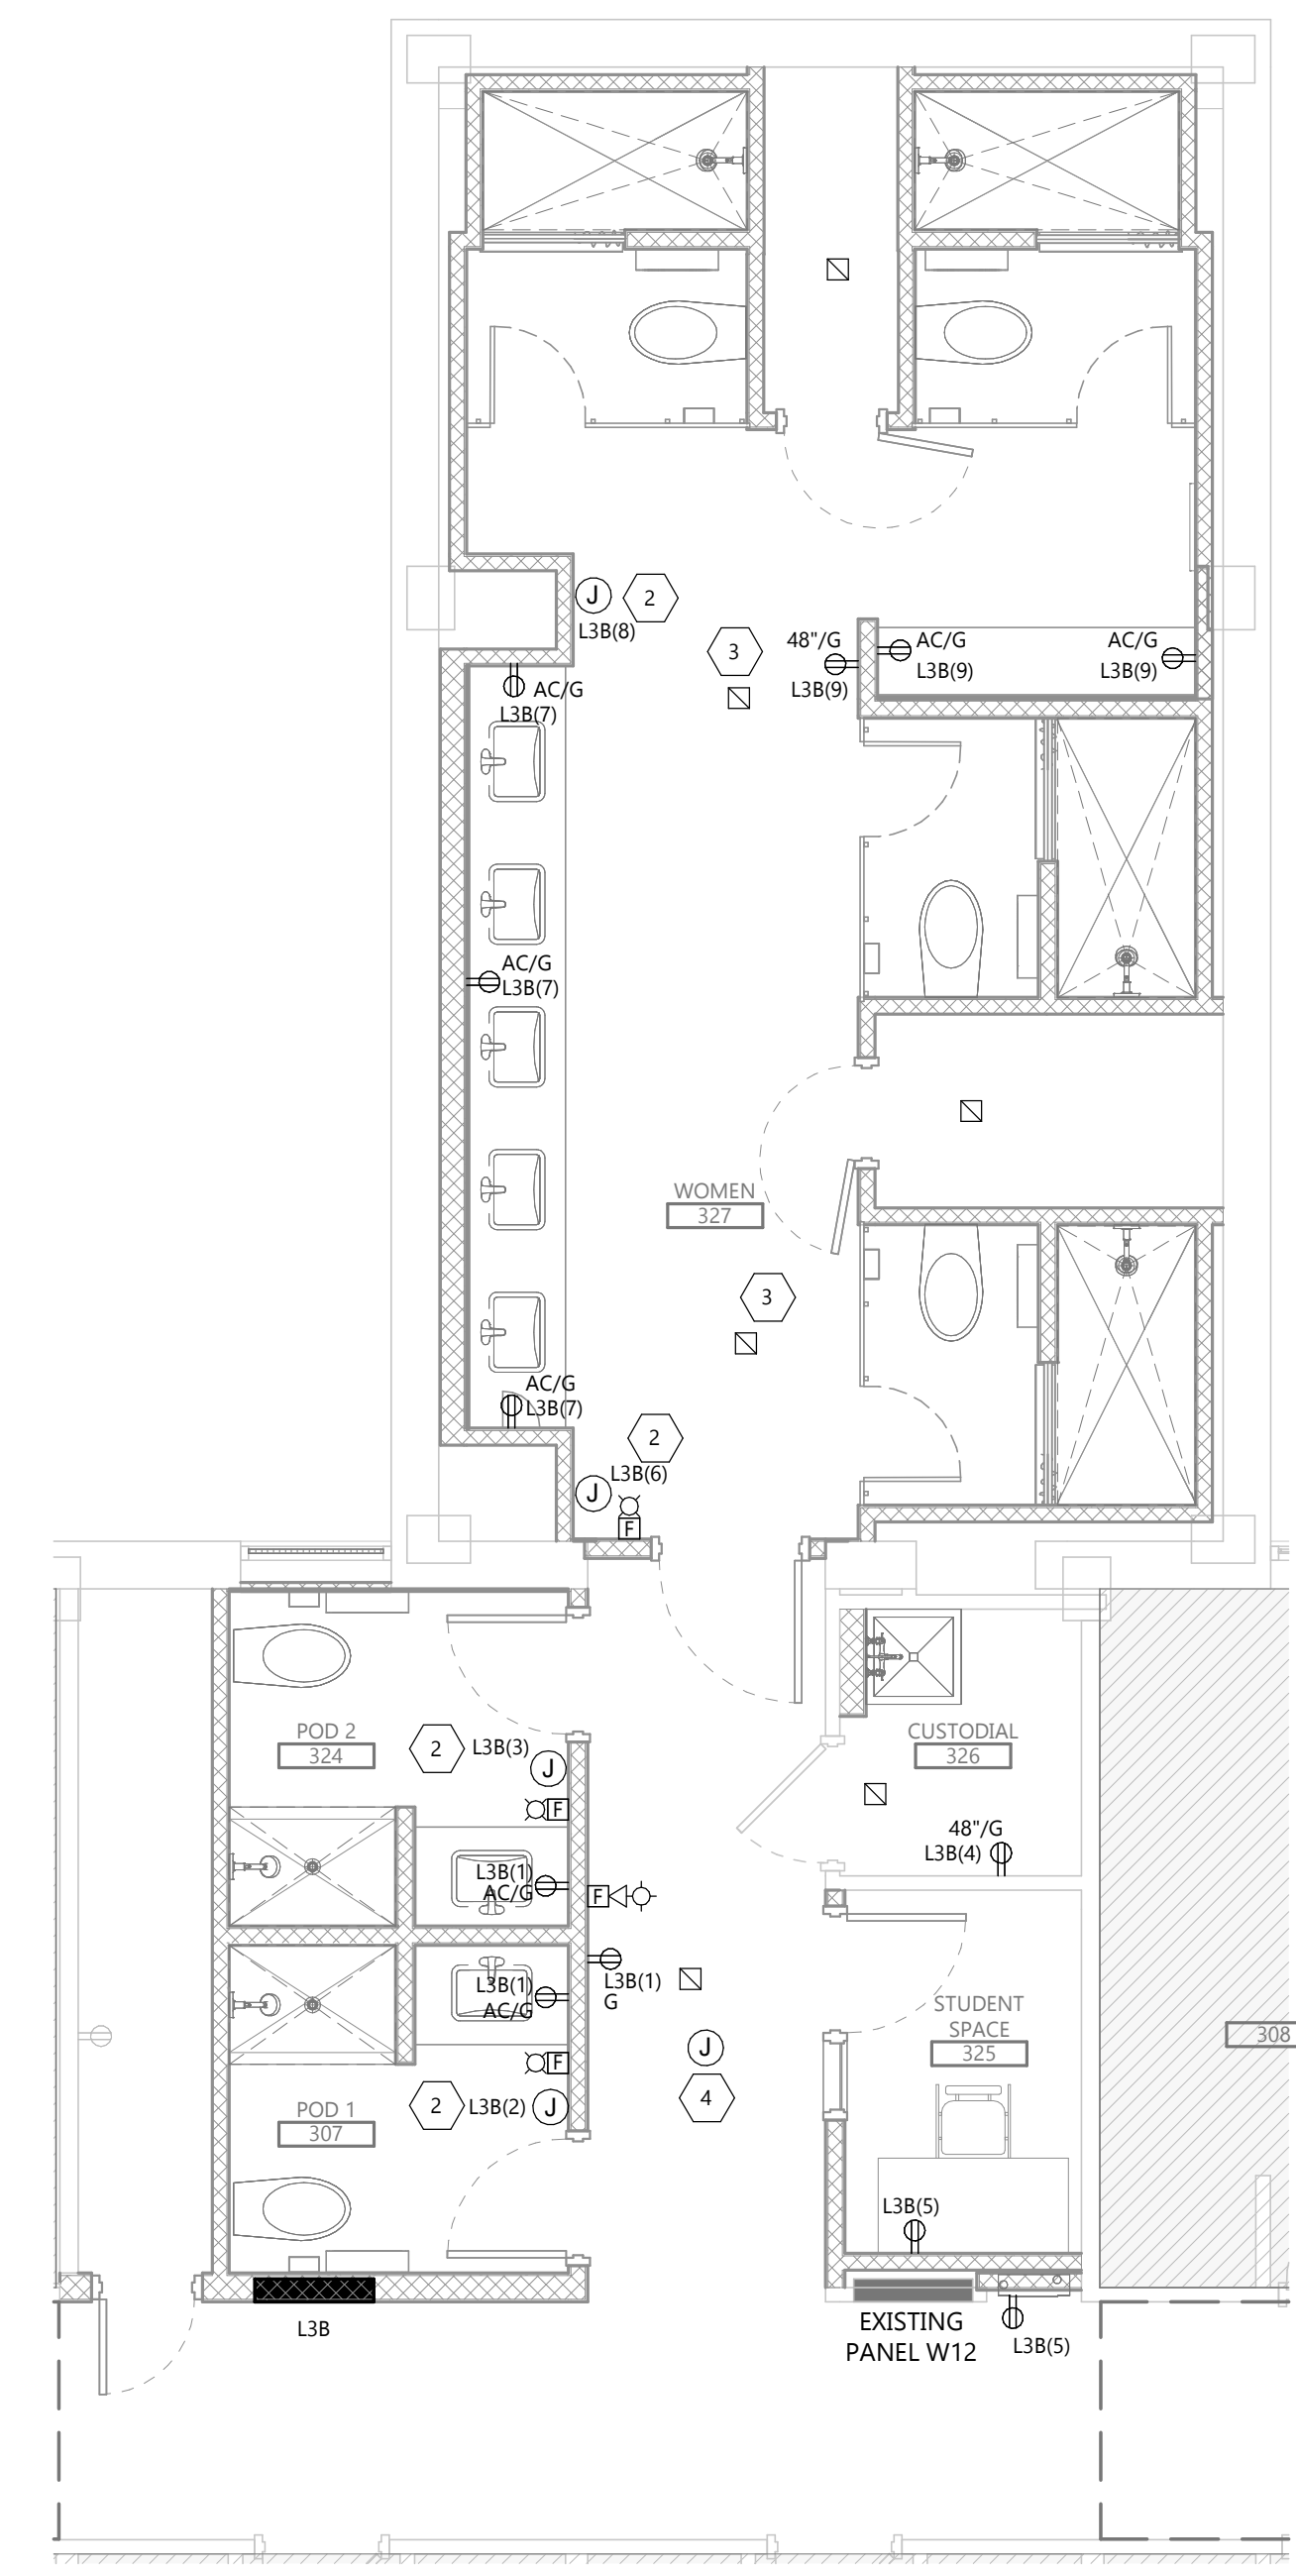 J
2
L3B(8)
3
48"/G
L3B(9)
AC/G
L3B(9)
AC/G
L3B(9)
AC/G
L3B(7)
AC/G
L3B(7)
WOMEN
327
3
AC/G
L3B(7)
2
L3B(6)
J
F
POD 2
324
2
L3B(3)
J
F
CUSTODIAL
326
48"/G
L3B(4)
L3B(1)
AC/G
F
L3B(1)
G
L3B(1)
AC/G
STUDENT
SPACE
325
308
F
J
4
POD 1
307
2
L3B(2)
J
L3B(5)
L3B
EXISTING
PANEL W12
L3B(5)